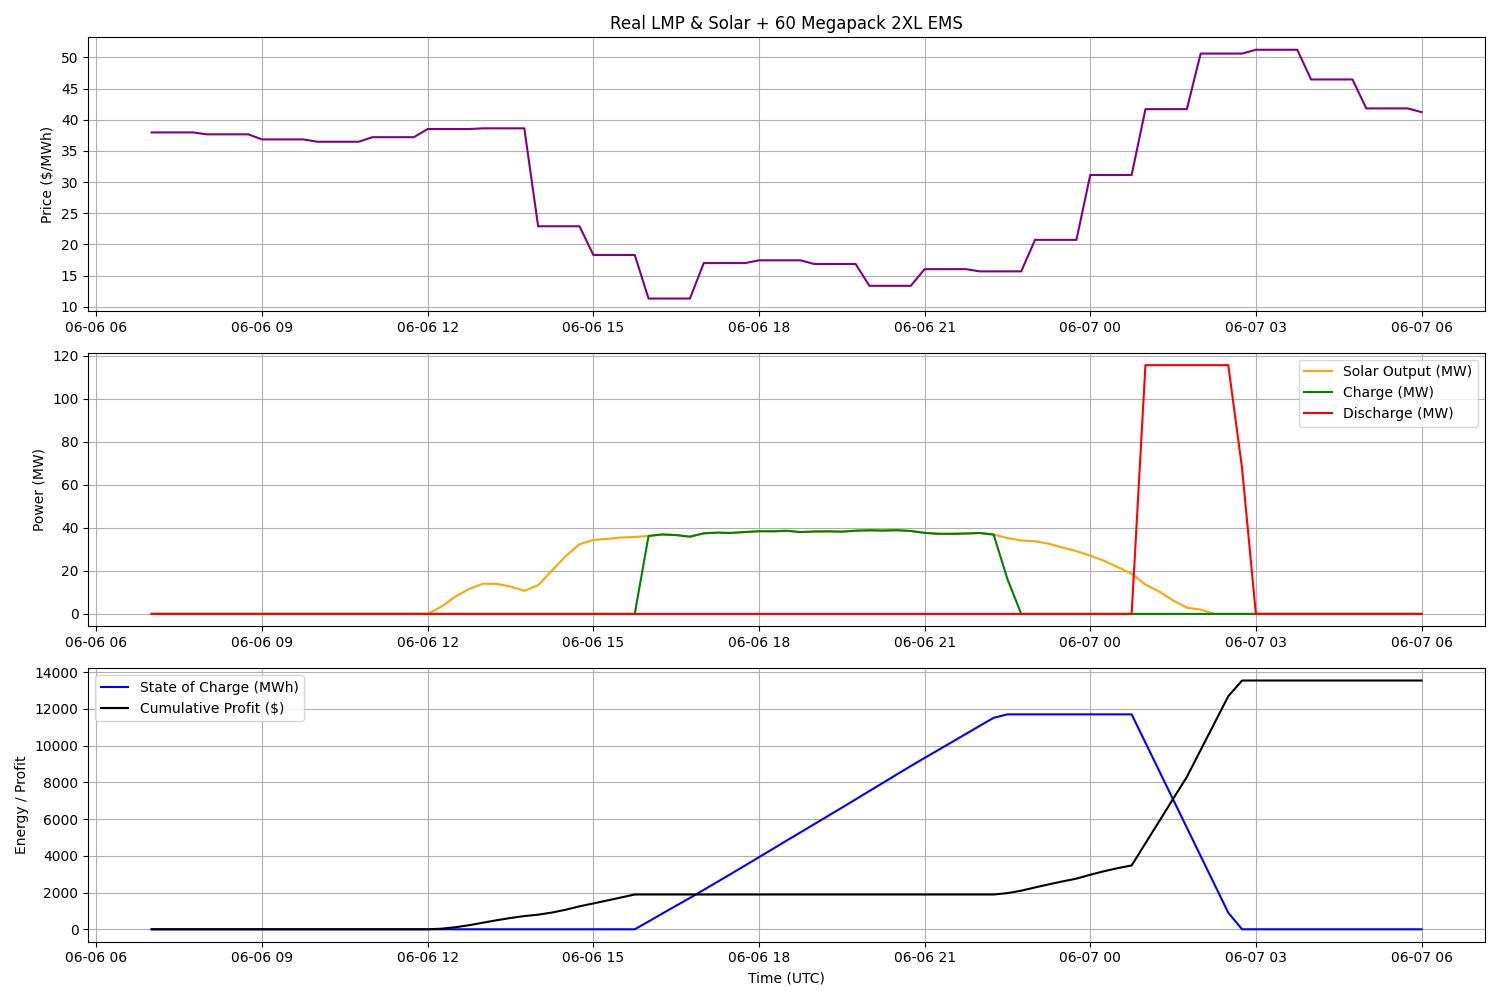 Real LMP & Solar + 60 Megapack 2XL EMS
Price ($/MWh)
50
45
40
35
30
25
20
15
10
06-06 06 06-06 09 06-06 12 06-06 15 06-06 18 06-06 21 06-07 00 06-07 03 06-07 06
Power (MW)
120
100
80
60
40
20
0
Solar Output (MW)
Charge (MW)
Discharge (MW)
06-06 06 06-06 09 06-06 12 06-06 15 06-06 18 06-06 21 06-07 00 06-07 03 06-07 06
Energy / Profit
14000
12000
10000
8000
6000
4000
2000
0
State of Charge (MWh)
Cumulative Profit ($)
06-06 06 06-06 09 06-06 12 06-06 15 06-06 18 06-06 21 06-07 00 06-07 03 06-07 06
Time (UTC)